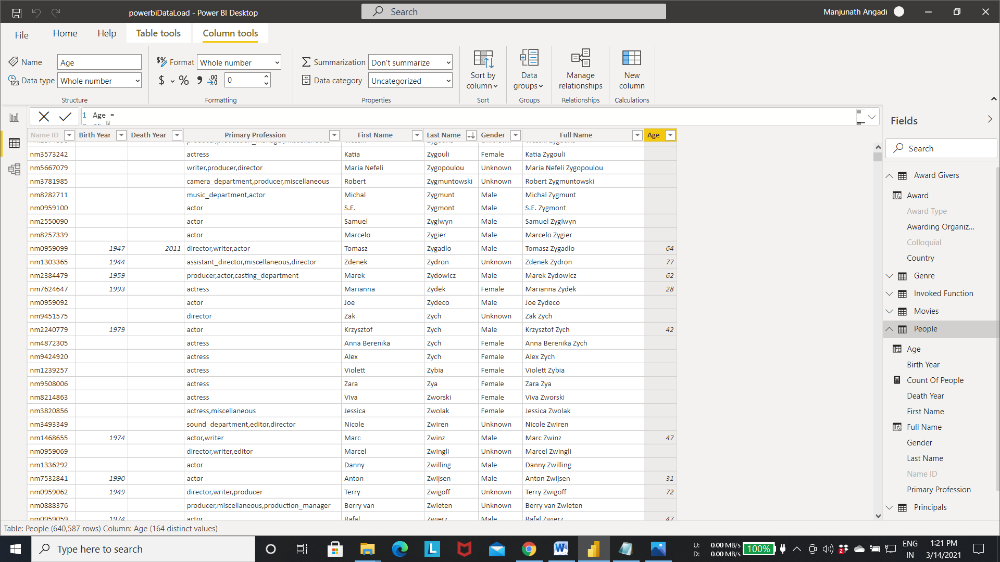 powerbiDataLoad - Power BI Desktop
Search
Manjunath Angadi
File Home Help Table tools Column tools
Name Age
Data type Whole number
Structure
Format Whole number
$ % 0
Formatting
Summarization Don't summarize
Data category Uncategorized
Properties
Sort by column
Sort
Data groups
Groups
Manage relationships
Relationships
New column
Calculations
1 Age =
Name ID Birth Year Death Year Primary Profession First Name Last Name Gender Full Name Age
nm3573242 actress Katia Zygouli Female Katia Zygouli
nm5667079 writer,producer,director Maria Nefeli Zygopoulou Unknown Maria Nefeli Zygopoulou
nm3781985 camera_department,producer,miscellaneous Robert Zygmuntowski Unknown Robert Zygmuntowski
nm8282711 music_department,actor Michal Zygmunt Male Michal Zygmunt
nm0959100 actor S.E. Zygmont Male S.E. Zygmont
nm2550090 actor Samuel Zyglwyn Male Samuel Zyglwyn
nm8257339 actor Marcelo Zygier Male Marcelo Zygier
nm0959099 1947 2011 director,writer,actor Tomasz Zygadlo Male Tomasz Zygadlo 64
nm1303365 1944 assistant_director,miscellaneous,director Zdenek Zydron Unknown Zdenek Zydron 77
nm2384479 1959 producer,actor,casting_department Marek Zydowicz Male Marek Zydowicz 62
nm7624647 1993 actress Marianna Zydek Female Marianna Zydek 28
nm0959092 actor Joe Zydeco Male Joe Zydeco
nm9451575 director Zak Zych Unknown Zak Zych
nm2240779 1979 actor Krzysztof Zych Male Krzysztof Zych 42
nm4872305 actress Anna Berenika Zych Female Anna Berenika Zych
nm9424920 actress Alex Zych Female Alex Zych
nm1239257 actress Violett Zybia Female Violett Zybia
nm9508006 actress Zara Zya Female Zara Zya
nm8214863 actress Viva Zworski Female Viva Zworski
nm3820856 actress,miscellaneous Jessica Zwolak Female Jessica Zwolak
nm3493349 sound_department,editor,director Nicole Zwiren Unknown Nicole Zwiren
nm1468655 1974 actor,writer Marc Zwinz Male Marc Zwinz 47
nm0959069 director,writer,editor Marcel Zwingli Unknown Marcel Zwingli
nm1336292 actor Danny Zwilling Male Danny Zwilling
nm7532841 1990 actor Anton Zwijsen Male Anton Zwijsen 31
nm0959062 1949 director,writer,producer Terry Zwigoff Unknown Terry Zwigoff 72
nm0888376 producer,miscellaneous,production_manager Berry van Zwieten Unknown Berry van Zwieten
nm0959059 1974 actor Rafal Zwierz Male Rafal Zwierz 47
Fields
Search
Award Givers
Award
Award Type
Awarding Organiz...
Colloquial
Country
Genre
Invoked Function
Movies
People
Age
Birth Year
Count Of People
Death Year
First Name
Full Name
Gender
Last Name
Name ID
Primary Profession
Principals
Table: People (640,587 rows) Column: Age (164 distinct values)
Type here to search
U: 0.00 MB/s
D: 0.00 MB/s
100%
2
ENG
IN
1:21 PM
3/14/2021